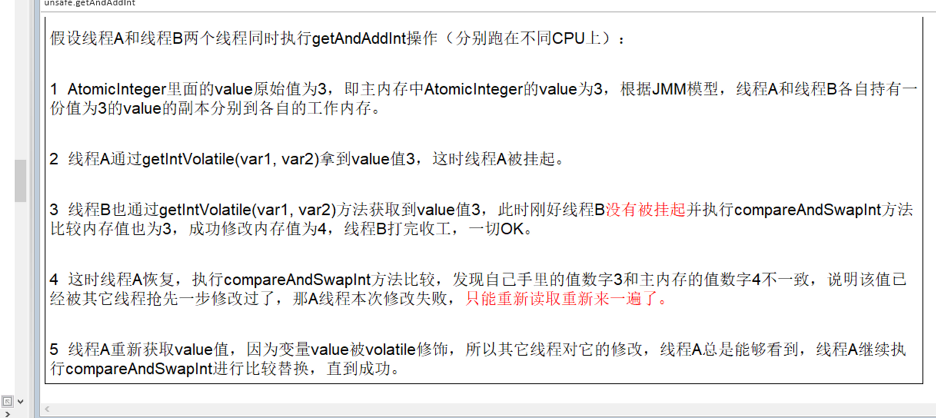 unsafe.getAndAddInt
假设线程A和线程B两个线程同时执行getAndAddInt操作（分别跑在不同CPU上）：
1  AtomicInteger里面的value原始值为3，即主内存中AtomicInteger的value为3，根据JMM模型，线程A和线程B各自持有一
份值为3的value的副本分别到各自的工作内存。
2  线程A通过getIntVolatile(var1, var2)拿到value值3，这时线程A被挂起。
3  线程B也通过getIntVolatile(var1, var2)方法获取到value值3，此时刚好线程B没有被挂起并执行compareAndSwapInt方法
比较内存值也为3，成功修改内存值为4，线程B打完收工，一切OK。
4  这时线程A恢复，执行compareAndSwapInt方法比较，发现自己手里的值数字3和主内存的值数字4不一致，说明该值已
经被其它线程抢先一步修改过了，那A线程本次修改失败，只能重新读取重新来一遍了。
5  线程A重新获取value值，因为变量value被volatile修饰，所以其它线程对它的修改，线程A总是能够看到，线程A继续执
行compareAndSwapInt进行比较替换，直到成功。